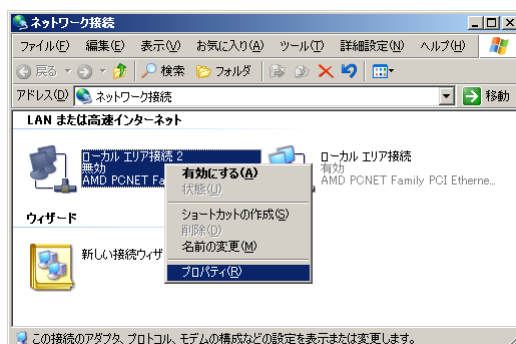 ネットワーク接続
ファイル(F) 編集(E) 表示(V) お気に入り(A) ツール(T) 詳細設定(N) ヘルプ(H)
戻る 検索 フォルダ
アドレス(D) ネットワーク接続 移動
LAN または高速インターネット
ローカル エリア接続 2
無効
AMD PCNET Fa
ローカル エリア接続
有効
AMD PCNET Family PCI Etherne...
有効にする(A)
状態(U)
ショートカットの作成(S)
削除(D)
名前の変更(M)
プロパティ(R)
ウィザード
新しい接続ウィザ
この接続のアダプタ、プロトコル、モデムの構成などの設定を表示または変更します。